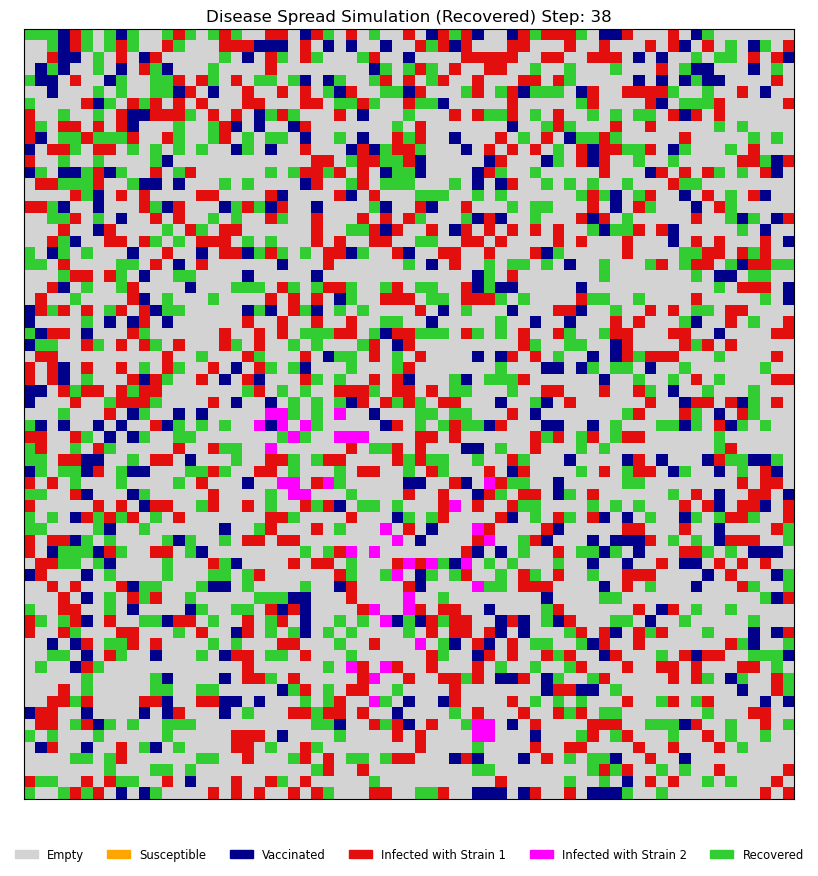 Disease Spread Simulation (Recovered) Step: 38
Empty Susceptible Vaccinated Infected with Strain 1 Infected with Strain 2 Recovered